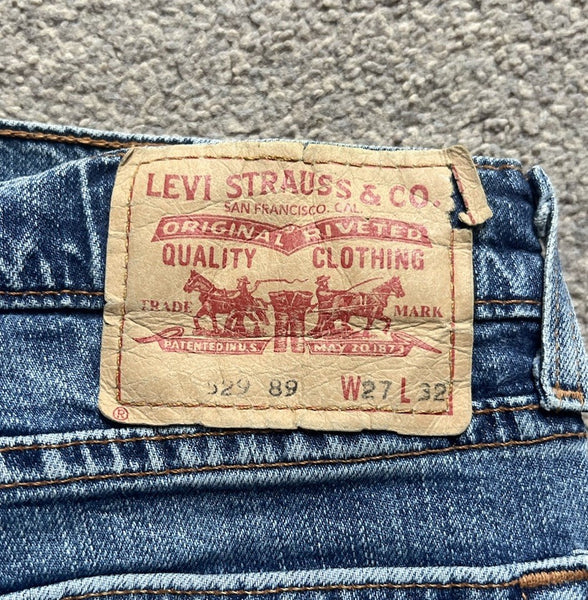 LEVI STRAUSS & CO.
SAN FRANCISCO, CAL.
ORIGINAL RIVETED
QUALITY CLOTHING
TRADE MARK
PATENTED IN U.S. MAY 20 1873
529 89 W27 L 32
®